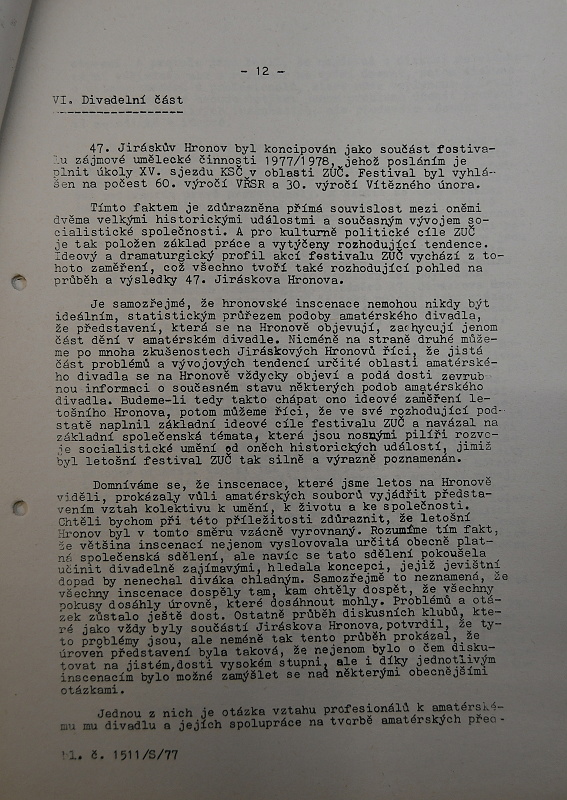 - 12 -
VI. Divadelní část
47. Jiráskův Hronov byl koncipován jako součást festiva-
lu zájmové umělecké činnosti 1977/1978, jehož posláním je
plnit úkoly XV. sjezdu KSČ v oblasti ZUČ. Festival byl vyhlá-
šen na počest 60. výročí VŘSR a 30. výročí Vítězného února.
Tímto faktem je zdůrazněna přímá souvislost mezi oněmi
dvěma velkými historickými událostmi a současným vývojem so-
cialistické společnosti. A pro kulturně politické cíle ZUČ
je tak položen základ práce a vytýčeny rozhodující tendence.
Ideový a dramaturgický profil akcí festivalu ZUČ vychází z to-
hoto zaměření, což všechno tvoří také rozhodující pohled na
průběh a výsledky 47. Jiráskova Hronova.
Je samozřejmé, že hronovské inscenace nemohou nikdy být
ideálním, statistickým průřezem podoby amatérského divadla,
že představení, která se na Hronově objevují, zachycují jenom
část dění v amatérském divadle. Nicméně na straně druhé může-
me po mnoha zkušenostech Jiráskových Hronovů říci, že jistá
část problémů a vývojových tendencí určité oblasti amatérské-
ho divadla se na Hronově vždycky objeví a podá dosti zevrub-
nou informaci o současném stavu některých podob amatérského
divadla. Budeme-li tedy takto chápat ono ideové zaměření le-
tošního Hronova, potom můžeme říci, že ve své rozhodující pod-
statě naplnil základní ideové cíle festivalu ZUČ a navázal na
základní společenská témata, která jsou nosnými pilíři rozvo-
je socialistické umění od oněch historických událostí, jimiž
byl letošní festival ZUČ tak silně a výrazně poznamenán.
Domníváme se, že inscenace, které jsme letos na Hronově
viděli, prokázaly vůli amatérských souborů vyjádřit předsta-
vením vztah kolektivu k umění, k životu a ke společnosti.
Chtěli bychom při této příležitosti zdůraznit, že letošní
Hronov byl v tomto směru vzácně vyrovnaný. Rozumíme tím fakt,
že většina inscenací nejenom vyslovovala určitá obecně plat-
ná společenská sdělení, ale navíc se tato sdělení pokoušela
učinit divadelně zajímavými, hledala koncepci, jejíž jevištní
dopad by nenechal diváka chladným. Samozřejmě to neznamená, že
všechny inscenace dospěly tam, kam chtěly dospět, že všechny
pokusy dosáhly úrovně, které dosáhnout mohly. Problémů a otá-
zek zůstalo ještě dost. Ostatně průběh diskusních klubů, kte-
ré jako vždy byly součástí Jiráskova Hronova, potvrdil, že ty-
to problémy jsou, ale neméně tak tento průběh prokázal, že
úroveň představení byla taková, že nejenom bylo o čem disku-
tovat na jistém, dosti vysokém stupni, ale i díky jednotlivým
inscenacím bylo možné zamýšlet se nad některými obecnějšími
otázkami.
Jednou z nich je otázka vztahu profesionálů k amatérské-
mu mu divadlu a jejích spolupráce na tvorbě amatérských před-
bl. č. 1511/S/77